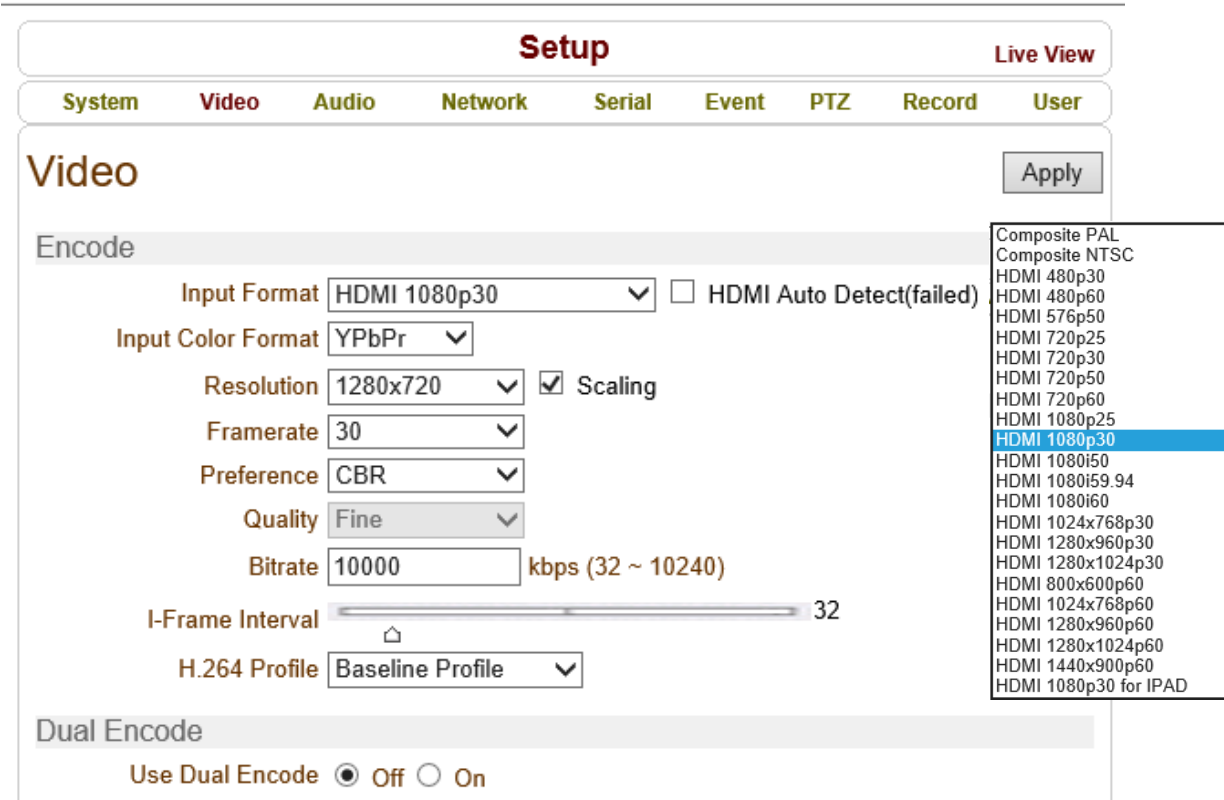 Setup
Live View
System Video Audio Network Serial Event PTZ Record User
Video
Apply
Encode
Input Format HDMI 1080p30 HDMI Auto Detect(failed)
Input Color Format YPbPr
Resolution 1280x720 Scaling
Framerate 30
Preference CBR
Quality Fine
Bitrate 10000 kbps (32 ~ 10240)
I-Frame Interval 32
H.264 Profile Baseline Profile
Dual Encode
Use Dual Encode Off On
Composite PAL
Composite NTSC
HDMI 480p30
HDMI 480p60
HDMI 576p50
HDMI 720p25
HDMI 720p30
HDMI 720p50
HDMI 720p60
HDMI 1080p25
HDMI 1080p30
HDMI 1080i50
HDMI 1080i59.94
HDMI 1080i60
HDMI 1024x768p30
HDMI 1280x960p30
HDMI 1280x1024p30
HDMI 800x600p60
HDMI 1024x768p60
HDMI 1280x960p60
HDMI 1280x1024p60
HDMI 1440x900p60
HDMI 1080p30 for IPAD